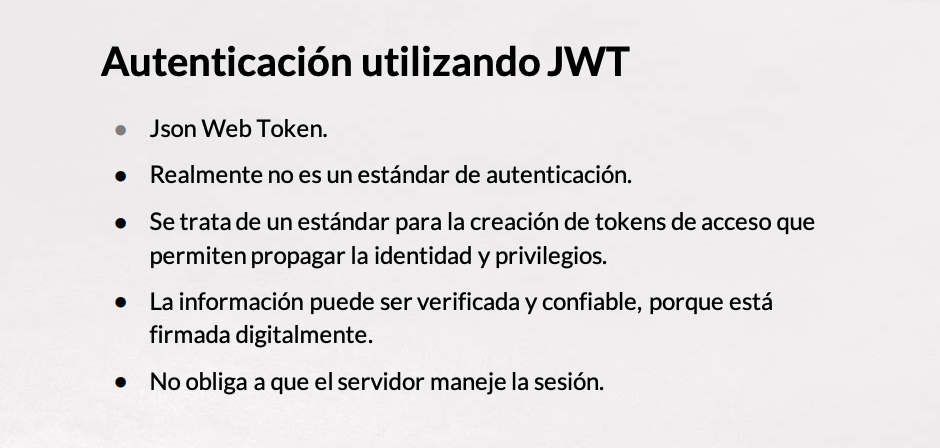 Autenticación utilizando JWT
● Json Web Token.
● Realmente no es un estándar de autenticación.
● Se trata de un estándar para la creación de tokens de acceso que
permiten propagar la identidad y privilegios.
● La información puede ser verificada y confiable, porque está
firmada digitalmente.
● No obliga a que el servidor maneje la sesión.